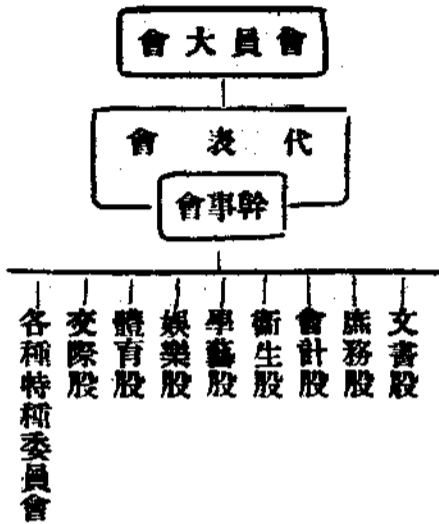 會員大會
代表會
幹事會
文書股
庶務股
會計股
衞生股
學藝股
娛樂股
體育股
交際股
各種特種委員會